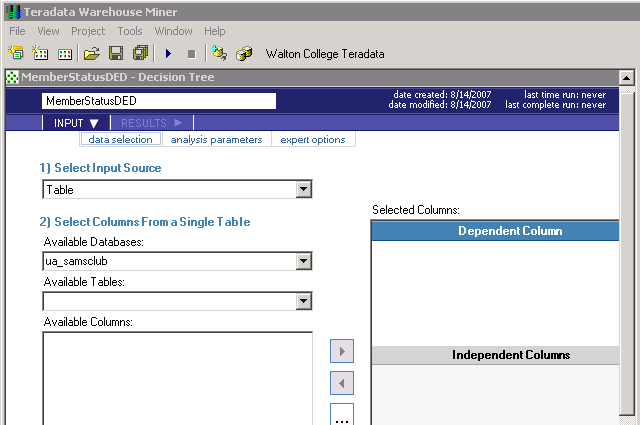 Teradata Warehouse Miner
File View Project Tools Window Help
Walton College Teradata
MemberStatusDED - Decision Tree
MemberStatusDED
date created: 8/14/2007 last time run: never
date modified: 8/14/2007 last complete run: never
INPUT ▼ RESULTS ►
data selection analysis parameters expert options
1) Select Input Source
Table
Selected Columns:
2) Select Columns From a Single Table
Dependent Column
Available Databases:
ua_samsclub
Available Tables:
Available Columns:
Independent Columns
...